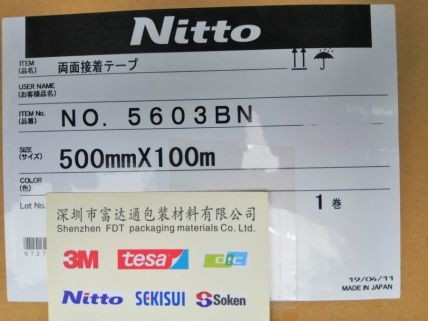 Nitto
ITEM
(品名)
両面接着テープ
USER NAME
(お客様品名)
ITEM No.
(品番)
NO. 5603BN
SIZE
(サイズ)
500mmX100m
COLOR
(色)
Lot No.
1 巻
深圳市富达通包装材料有限公司
Shenzhen FDT packaging materials Co., Ltd.
3M tesa dic
Nitto SEKISUI Soken
19/04/11
MADE IN JAPAN